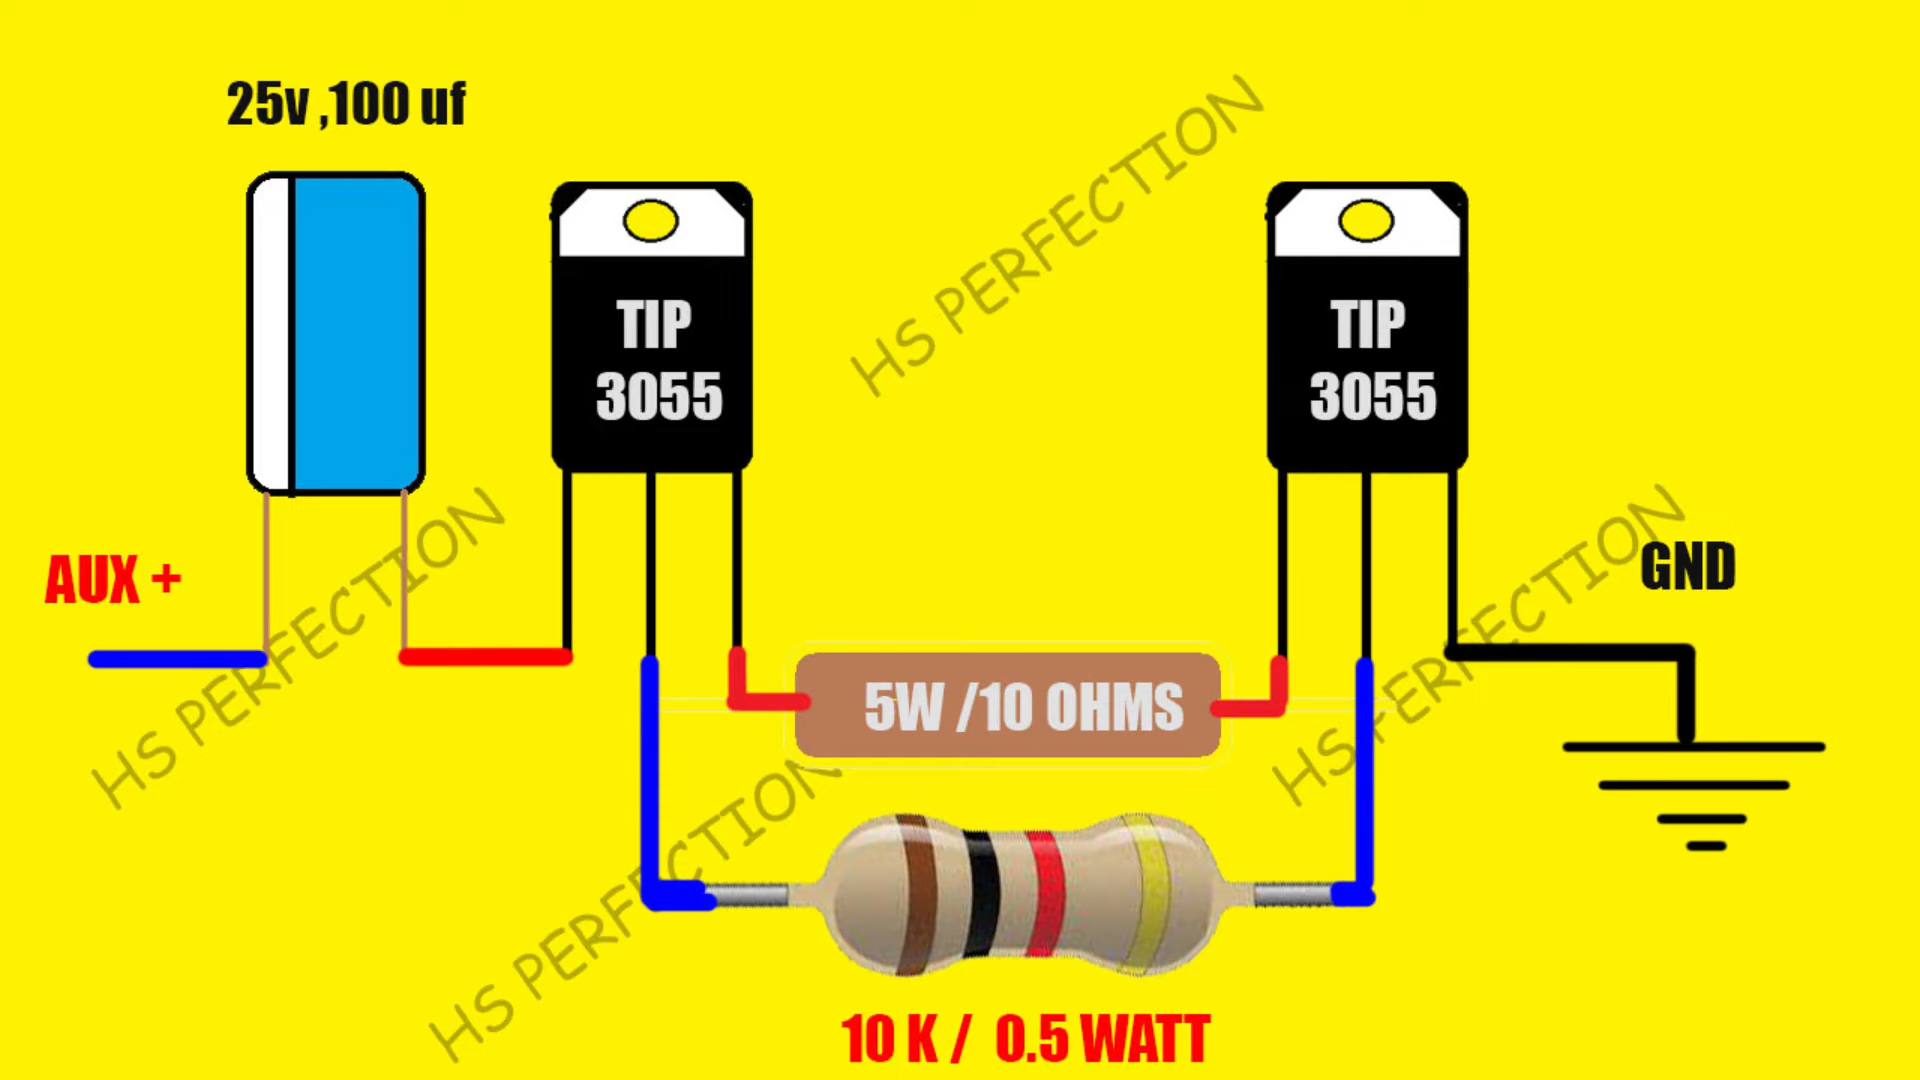 25v ,100 uf
HS PERFECTION
TIP
3055
TIP
3055
AUX +
GND
HS PERFECTION
HS PERFECTION
5W /10 OHMS
HS PERFECTION
10 K / 0.5 WATT